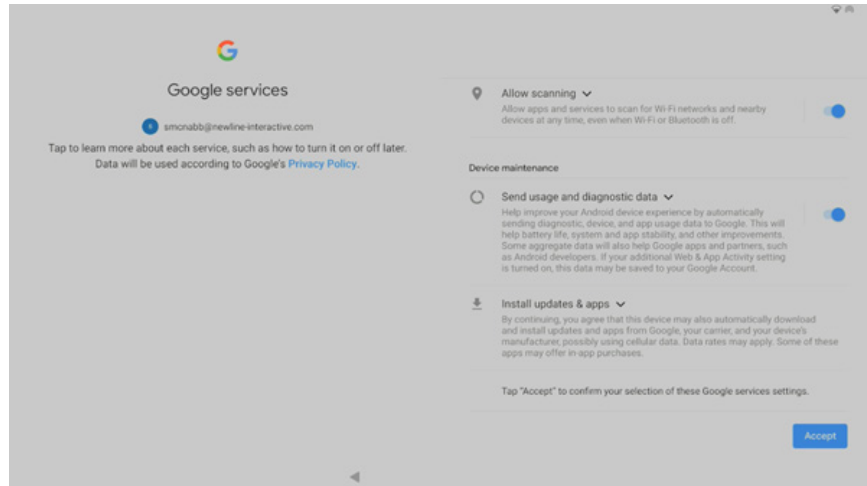 Google services
smcnabb@newline-interactive.com
Tap to learn more about each service, such as how to turn it on or off later.
Data will be used according to Google's Privacy Policy.
Allow scanning
Allow apps and services to scan for Wi-Fi networks and nearby
devices at any time, even when Wi-Fi or Bluetooth is off.
Device maintenance
Send usage and diagnostic data
Help improve your Android device experience by automatically
sending diagnostic, device, and app usage data to Google. This will
help battery life, system and app stability, and other improvements.
Some aggregate data will also help Google apps and partners, such
as Android developers. If your additional Web & App Activity setting
is turned on, this data may be saved to your Google Account.
Install updates & apps
By continuing, you agree that this device may also automatically download
and install updates and apps from Google, your carrier, and your device's
manufacturer, possibly using cellular data. Data rates may apply. Some of these
apps may offer in-app purchases.
Tap "Accept" to confirm your selection of these Google services settings.
Accept